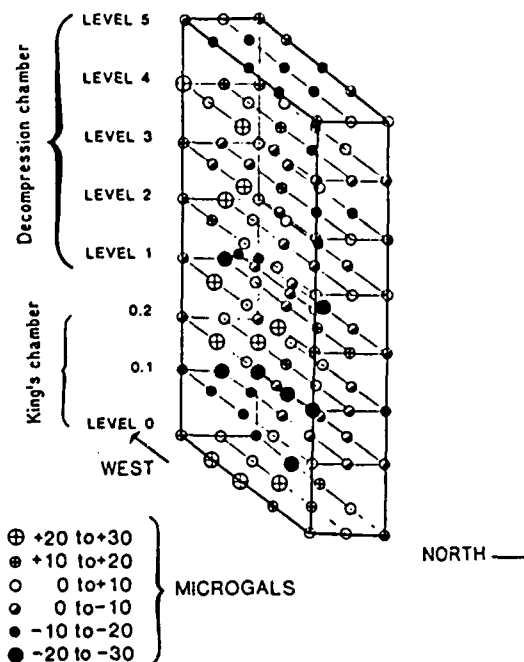 LEVEL 5
LEVEL 4
Decompression chamber
LEVEL 3
LEVEL 2
LEVEL 1
0.2
King's chamber
0.1
LEVEL 0
WEST
NORTH
+20 to+30
+10 to+20
0 to+10
MICROGALS
0 to-10
-10 to-20
-20 to-30